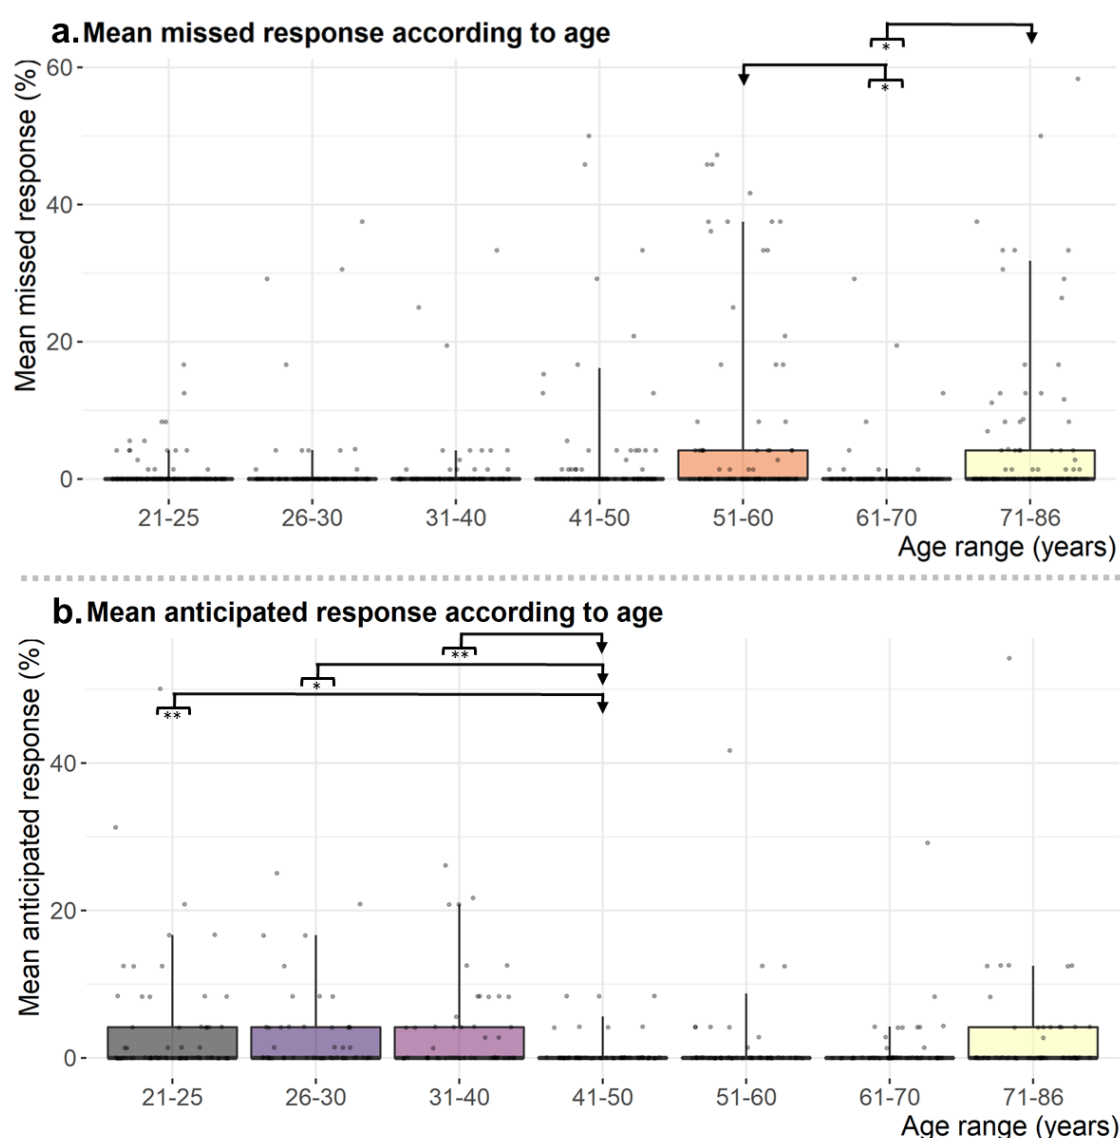 a. Mean missed response according to age
*
*
Mean missed response (%)
60
40
20
0
21-25 26-30 31-40 41-50 51-60 61-70 71-86
Age range (years)
b. Mean anticipated response according to age
**
*
**
Mean anticipated response (%)
40
20
0
21-25 26-30 31-40 41-50 51-60 61-70 71-86
Age range (years)